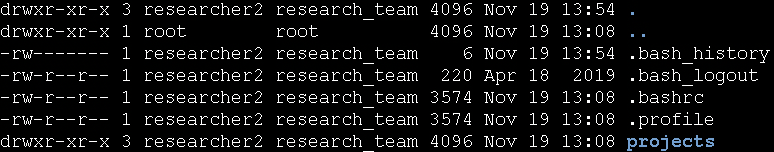 drwxr-xr-x 3 researcher2 research_team 4096 Nov 19 13:54 .
drwxr-xr-x 1 root        root          4096 Nov 19 13:08 ..
-rw------- 1 researcher2 research_team    6 Nov 19 13:54 .bash_history
-rw-r--r-- 1 researcher2 research_team  220 Apr 18  2019 .bash_logout
-rw-r--r-- 1 researcher2 research_team 3574 Nov 19 13:08 .bashrc
-rw-r--r-- 1 researcher2 research_team 3574 Nov 19 13:08 .profile
drwxr-xr-x 3 researcher2 research_team 4096 Nov 19 13:08 projects